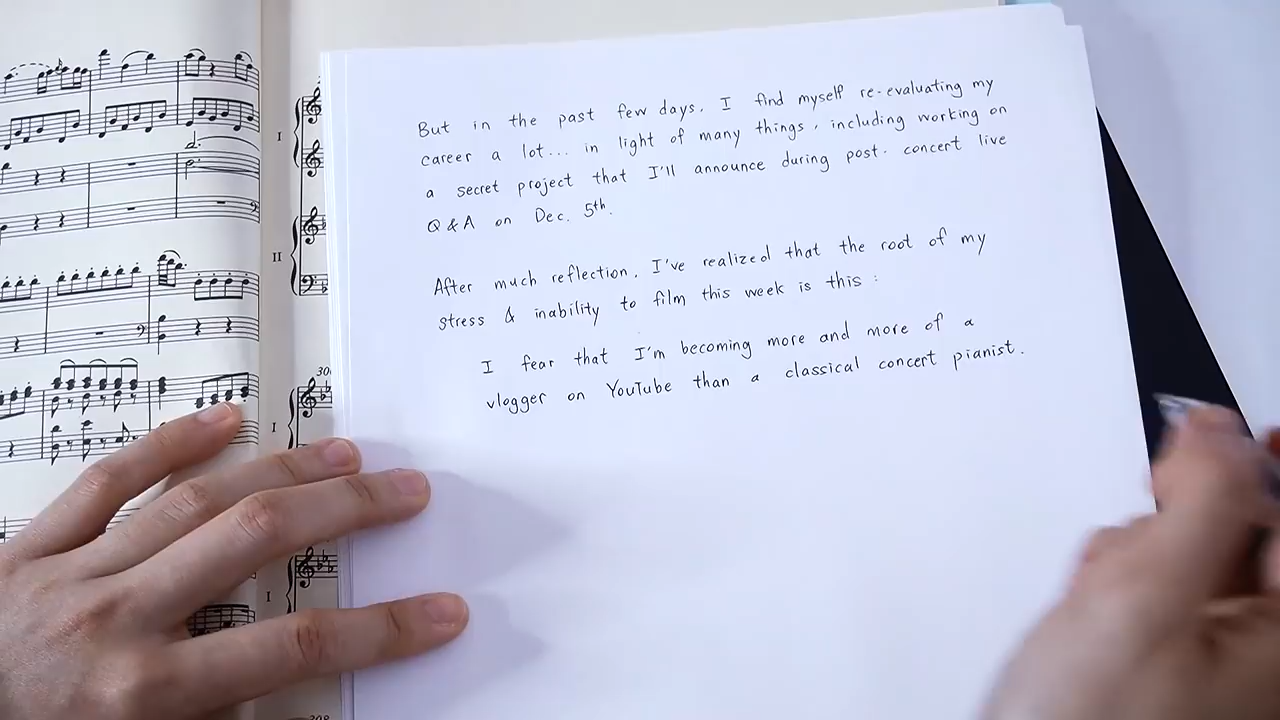 But in the past few days, I find myself re-evaluating my
career a lot... in light of many things, including working on
a secret project that I'll announce during post-concert live
Q & A on Dec. 5th.
After much reflection, I've realized that the root of my
stress & inability to film this week is this :
I fear that I'm becoming more and more of a
vlogger on YouTube than a classical concert pianist.
I
II
30
I
I
308